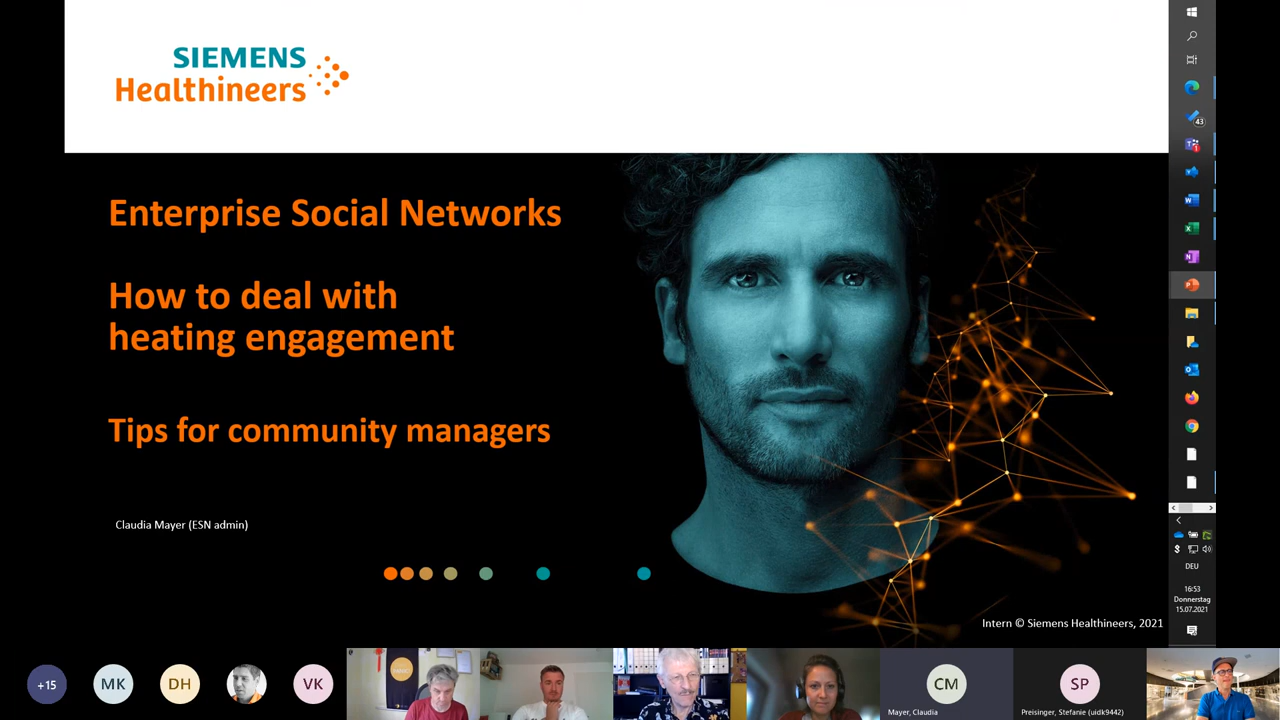 SIEMENS
Healthineers
Enterprise Social Networks
How to deal with
heating engagement
Tips for community managers
Claudia Mayer (ESN admin)
Intern © Siemens Healthineers, 2021
43
1
DEU
16:53
Donnerstag
15.07.2021
+15
MK
DH
VK
CM
Mayer, Claudia
SP
Preisinger, Stefanie (uidk9442)